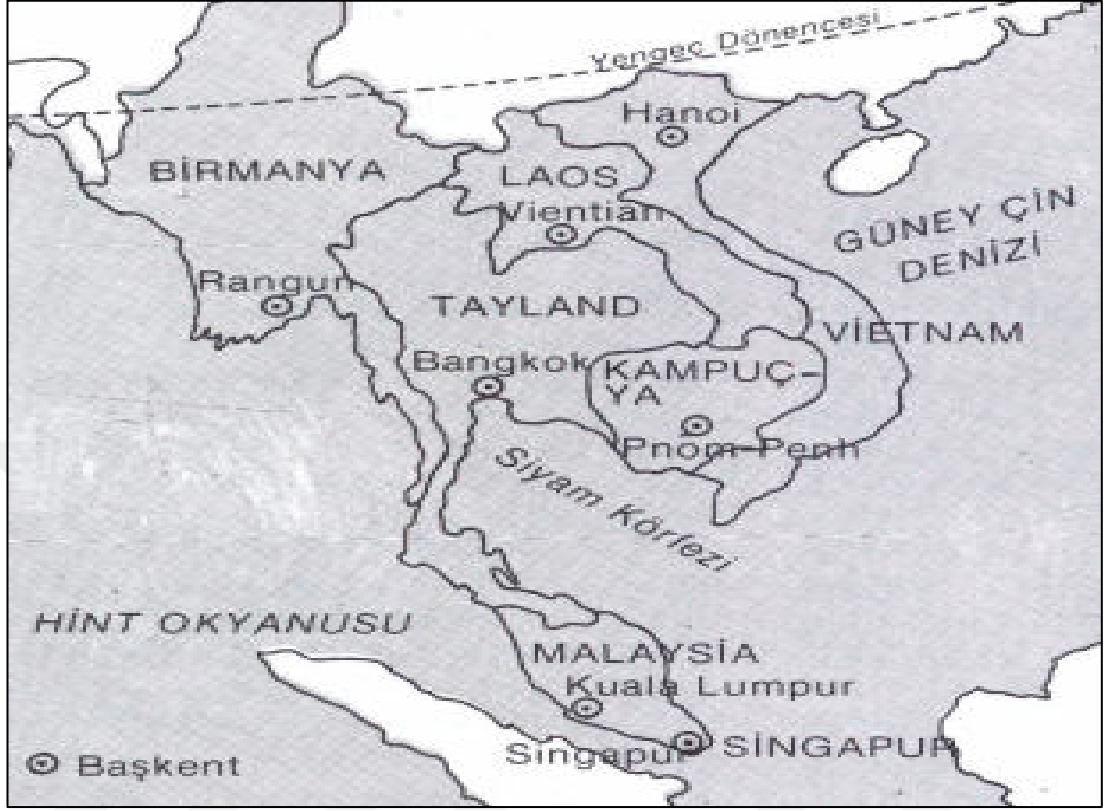 Yengeç Dönencesi
Hanoi
BİRMANYA
LAOS
Vientian
GÜNEY ÇİN
DENİZİ
Rangun
TAYLAND
VİETNAM
Bangkok
KAMPUÇ-
YA
Pnom-Penh
Siyam Körfezi
HİNT OKYANUSU
MALAYSİA
Kuala Lumpur
Singapur
SİNGAPUR
Başkent